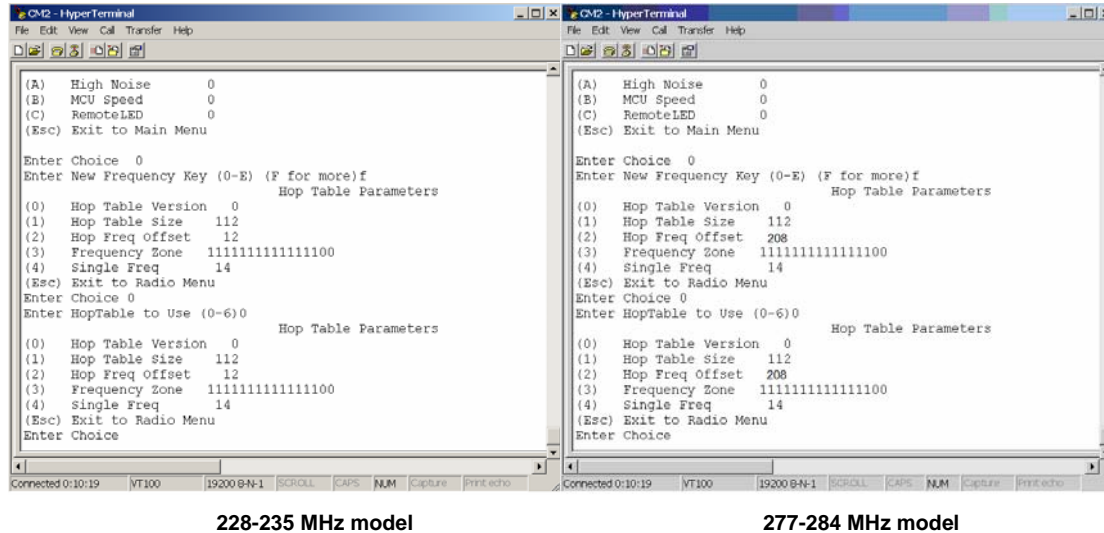 CM2 - HyperTerminal
File Edit View Call Transfer Help
(A) High Noise 0
(B) MCU Speed 0
(C) RemoteLED 0
(Esc) Exit to Main Menu
Enter Choice 0
Enter New Frequency Key (0-E) (F for more)f
Hop Table Parameters
(0) Hop Table Version 0
(1) Hop Table Size 112
(2) Hop Freq Offset 12
(3) Frequency Zone 1111111111111100
(4) Single Freq 14
(Esc) Exit to Radio Menu
Enter Choice 0
Enter HopTable to Use (0-6)0
Hop Table Parameters
(0) Hop Table Version 0
(1) Hop Table Size 112
(2) Hop Freq Offset 12
(3) Frequency Zone 1111111111111100
(4) Single Freq 14
(Esc) Exit to Radio Menu
Enter Choice
Connected 0:10:19 VT100 19200 8-N-1 SCROLL CAPS NUM Capture Print echo
228-235 MHz model
CM2 - HyperTerminal
File Edit View Call Transfer Help
(A) High Noise 0
(B) MCU Speed 0
(C) RemoteLED 0
(Esc) Exit to Main Menu
Enter Choice 0
Enter New Frequency Key (0-E) (F for more)f
Hop Table Parameters
(0) Hop Table Version 0
(1) Hop Table Size 112
(2) Hop Freq Offset 208
(3) Frequency Zone 1111111111111100
(4) Single Freq 14
(Esc) Exit to Radio Menu
Enter Choice 0
Enter HopTable to Use (0-6)0
Hop Table Parameters
(0) Hop Table Version 0
(1) Hop Table Size 112
(2) Hop Freq Offset 208
(3) Frequency Zone 1111111111111100
(4) Single Freq 14
(Esc) Exit to Radio Menu
Enter Choice
Connected 0:10:19 VT100 19200 8-N-1 SCROLL CAPS NUM Capture Print echo
277-284 MHz model